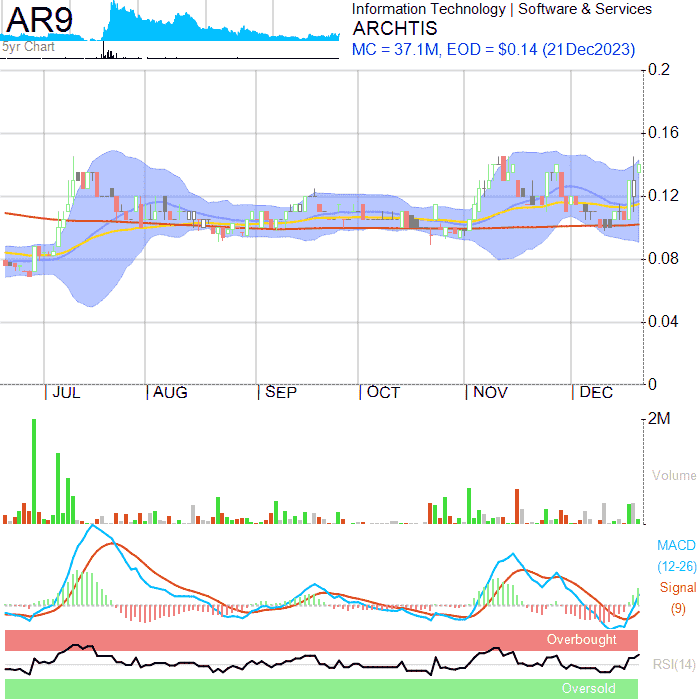 AR9
5yr Chart
Information Technology | Software & Services
ARCHTIS
MC = 37.1M, EOD = $0.14 (21Dec2023)
0.2
0.16
0.12
0.08
0.04
0
JUL AUG SEP OCT NOV DEC
2M
Volume
MACD
(12-26)
Signal
(9)
Overbought
RSI(14)
Oversold